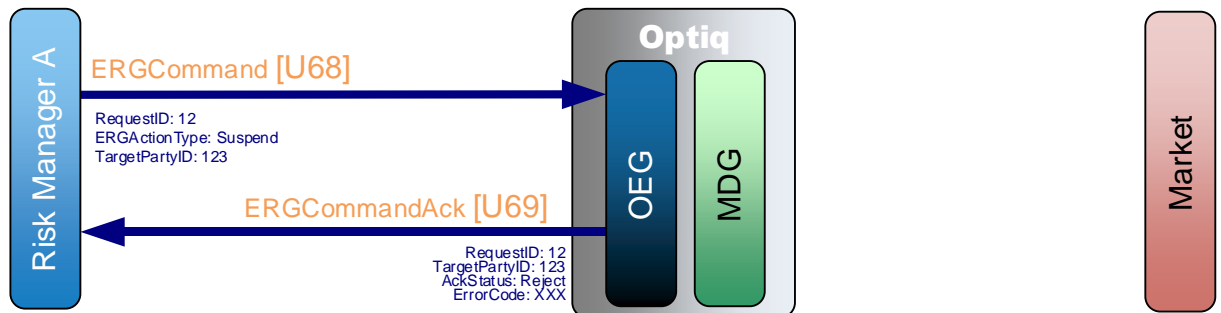 Risk Manager A
ERGCommand [U68]
RequestID: 12
ERGActionType: Suspend
TargetPartyID: 123
ERGCommandAck [U69]
RequestID: 12
TargetPartyID: 123
AckStatus: Reject
ErrorCode: XXX
Optiq
OEG
MDG
Market